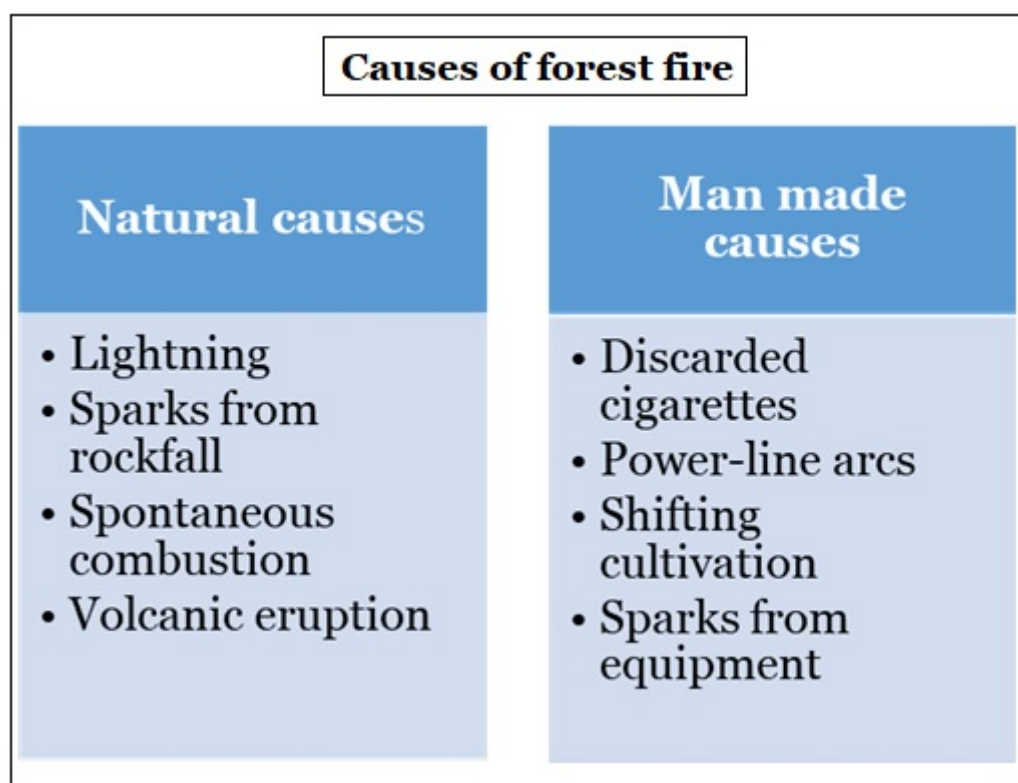 Causes of forest fire
Natural causes
• Lightning
• Sparks from
rockfall
• Spontaneous
combustion
• Volcanic eruption
Man made
causes
• Discarded
cigarettes
• Power-line arcs
• Shifting
cultivation
• Sparks from
equipment